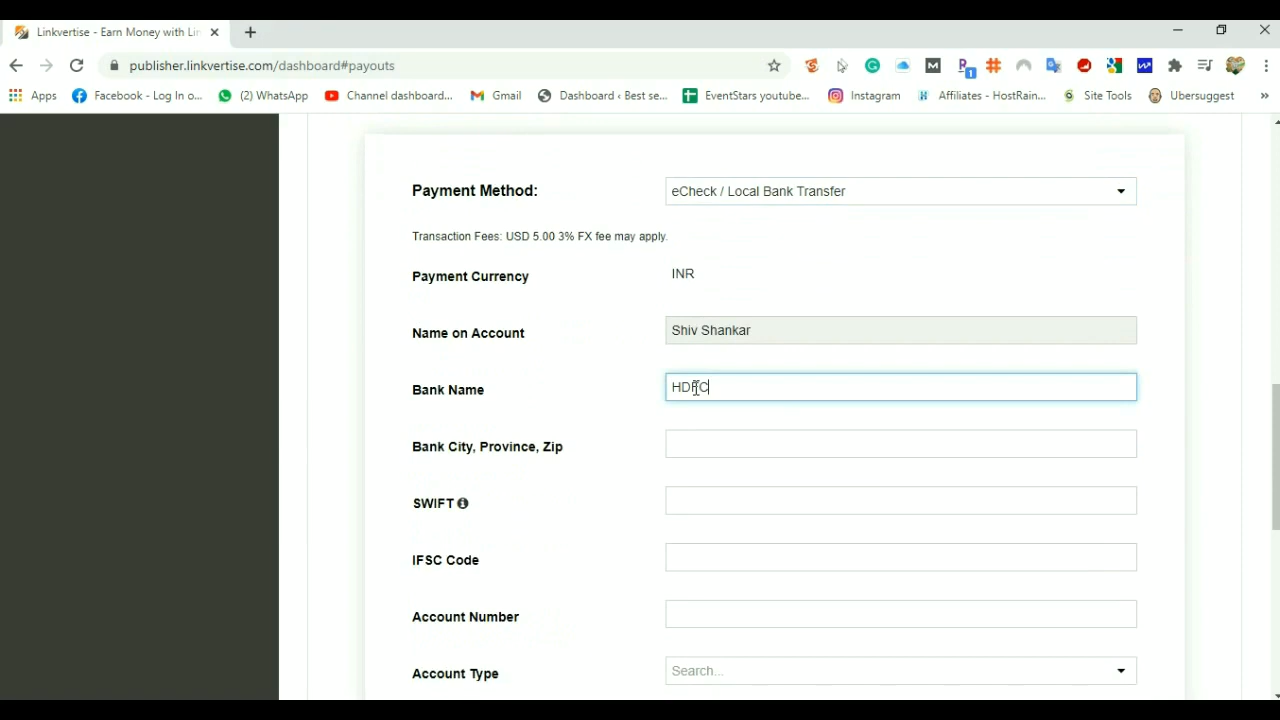 Linkvertise - Earn Money with Lin
publisher.linkvertise.com/dashboard#payouts
1
Apps Facebook - Log In o... (2) WhatsApp Channel dashboard... Gmail Dashboard ‹ Best se... EventStars youtube... Instagram Affiliates - HostRain... Site Tools Ubersuggest »
Payment Method: eCheck / Local Bank Transfer
Transaction Fees: USD 5.00 3% FX fee may apply.
Payment Currency INR
Name on Account Shiv Shankar
Bank Name HDFC
Bank City, Province, Zip
SWIFT
IFSC Code
Account Number
Account Type Search...